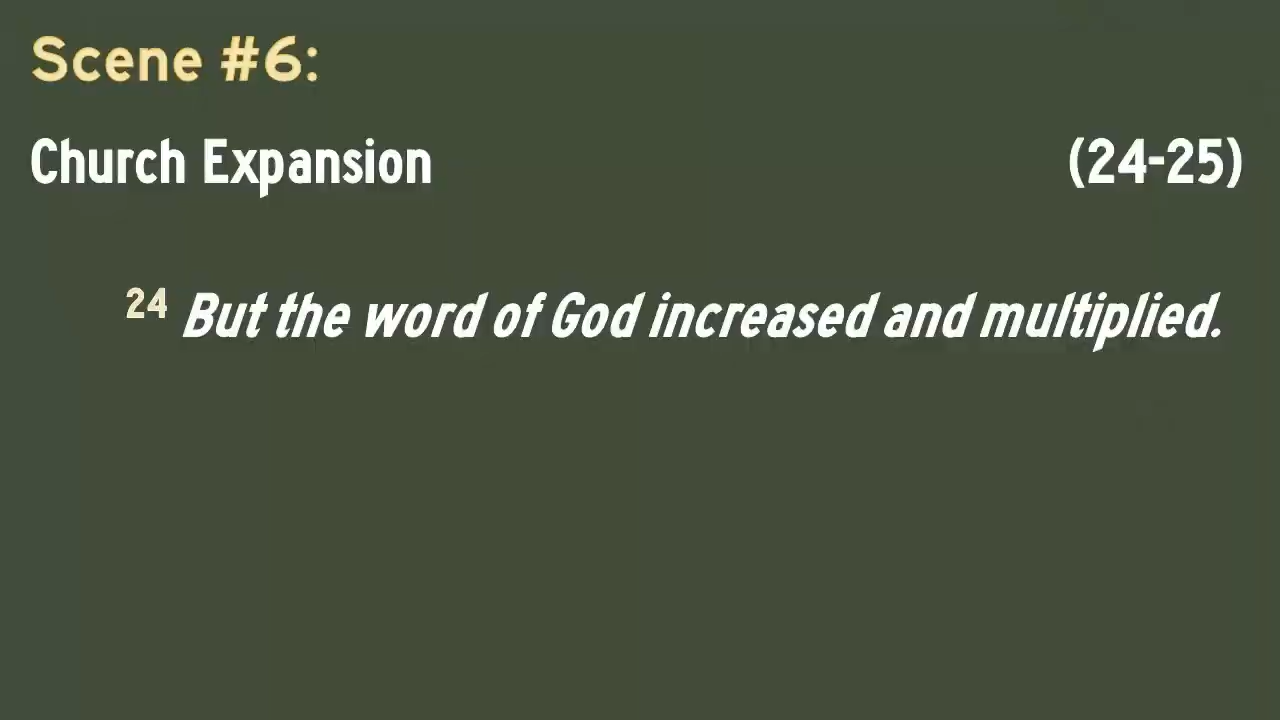 Scene #6:
Church Expansion (24-25)
24 But the word of God increased and multiplied.